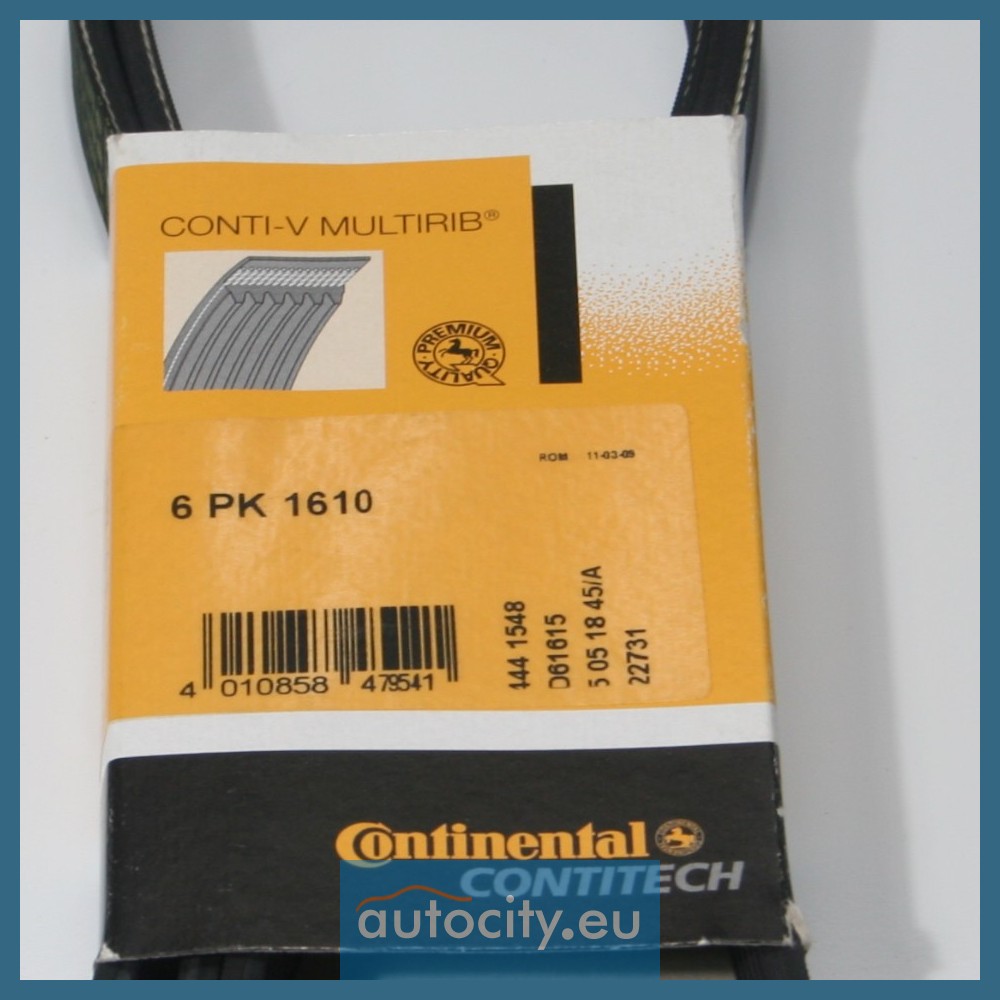 CONTI-V MULTIRIB®
PREMIUM · QUALITY ·
ROM 11-03-09
6 PK 1610
444 1548
D61615
5 05 18 45/A
22731
4 010858 479541
Continental
CONTITECH
autocity.eu